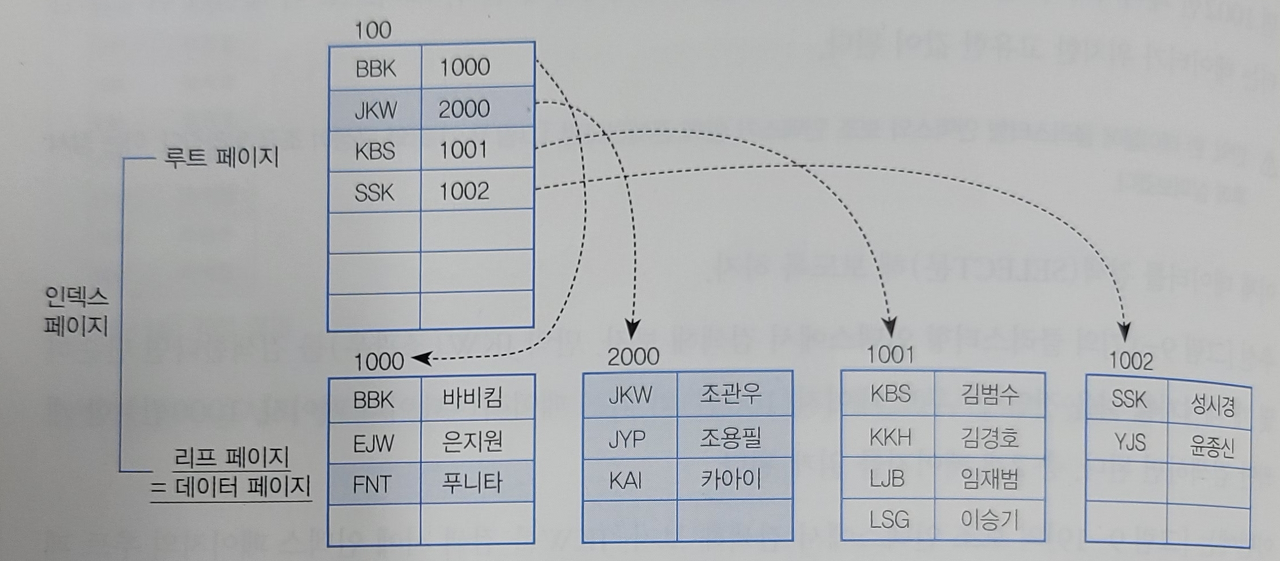 100
BBK 1000
JKW 2000
KBS 1001
SSK 1002
루트 페이지
인덱스
페이지
리프 페이지
= 데이터 페이지
1000
BBK 바비킴
EJW 은지원
FNT 푸니타
2000
JKW 조관우
JYP 조용필
KAI 카아이
1001
KBS 김범수
KKH 김경호
LJB 임재범
LSG 이승기
1002
SSK 성시경
YJS 윤종신